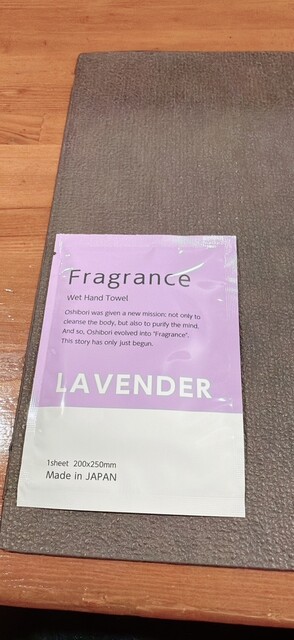 Fragrance
Wet Hand Towel
Oshibori was given a new mission: not only to
cleanse the body, but also to purify the mind.
And so, Oshibori evolved into "Fragrance".
This story has only just begun.
LAVENDER
1sheet 200x250mm
Made in JAPAN